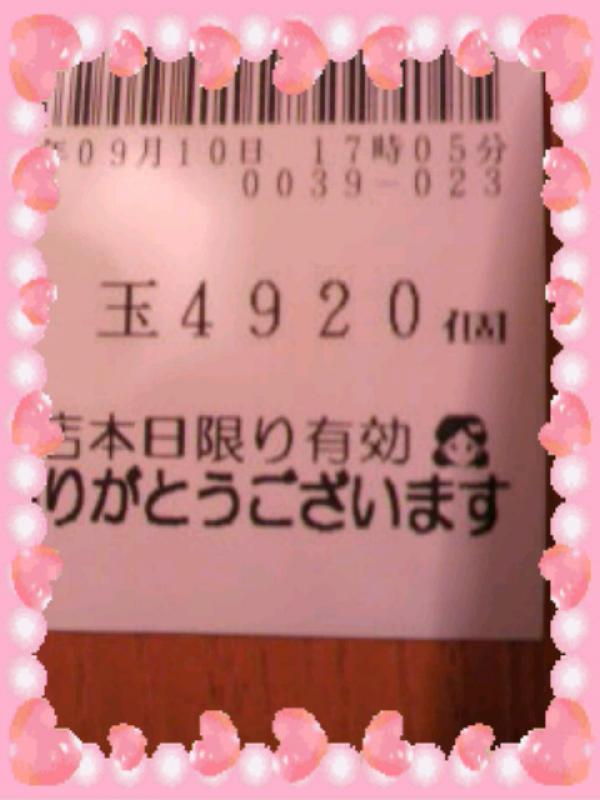 年09月10日 17時05分
0039-023
玉4920個
店本日限り有効
りがとうございます